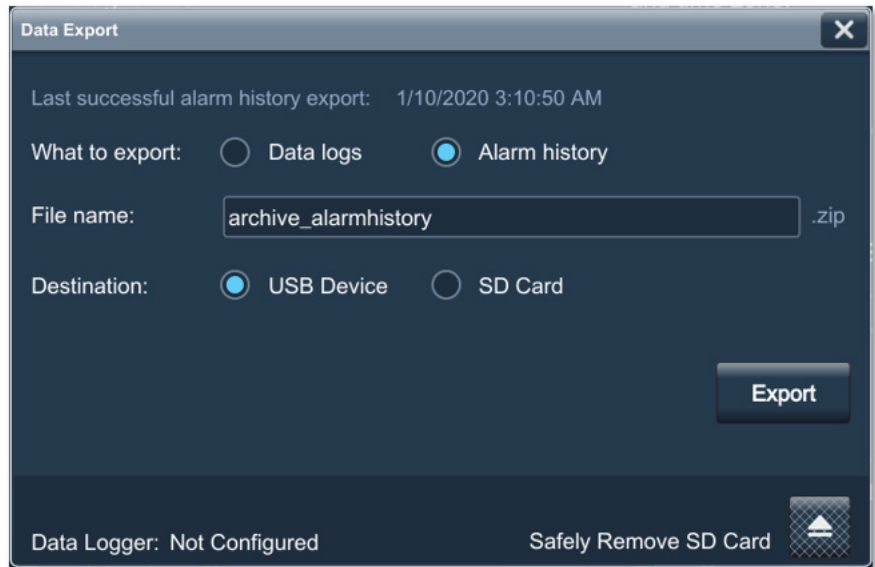 Data Export
Last successful alarm history export: 1/10/2020 3:10:50 AM
What to export: Data logs Alarm history
File name: archive_alarmhistory .zip
Destination: USB Device SD Card
Export
Data Logger: Not Configured Safely Remove SD Card